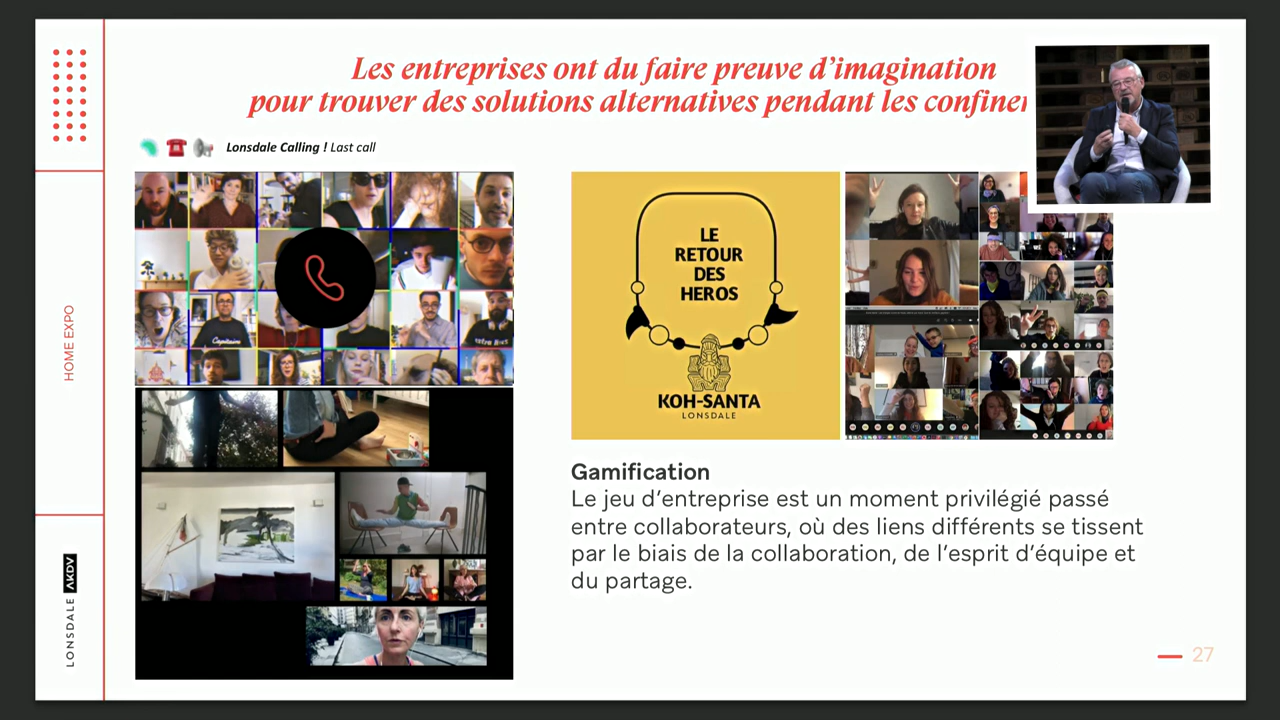 Les entreprises ont du faire preuve d'imagination
pour trouver des solutions alternatives pendant les
Lonsdale Calling ! Last call
HOME EXPO
LONSDALE AKDV
Capitaine
LE
RETOUR
DES
HEROS
KOH-SANTA
LONSDALE
Gamification
Le jeu d'entreprise est un moment privilégié passé
entre collaborateurs, où des liens différents se tissent
par le biais de la collaboration, de l'esprit d'équipe et
du partage.
27